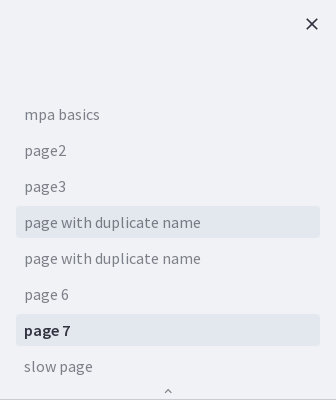 mpa basics
page2
page3
page with duplicate name
page with duplicate name
page 6
page 7
slow page